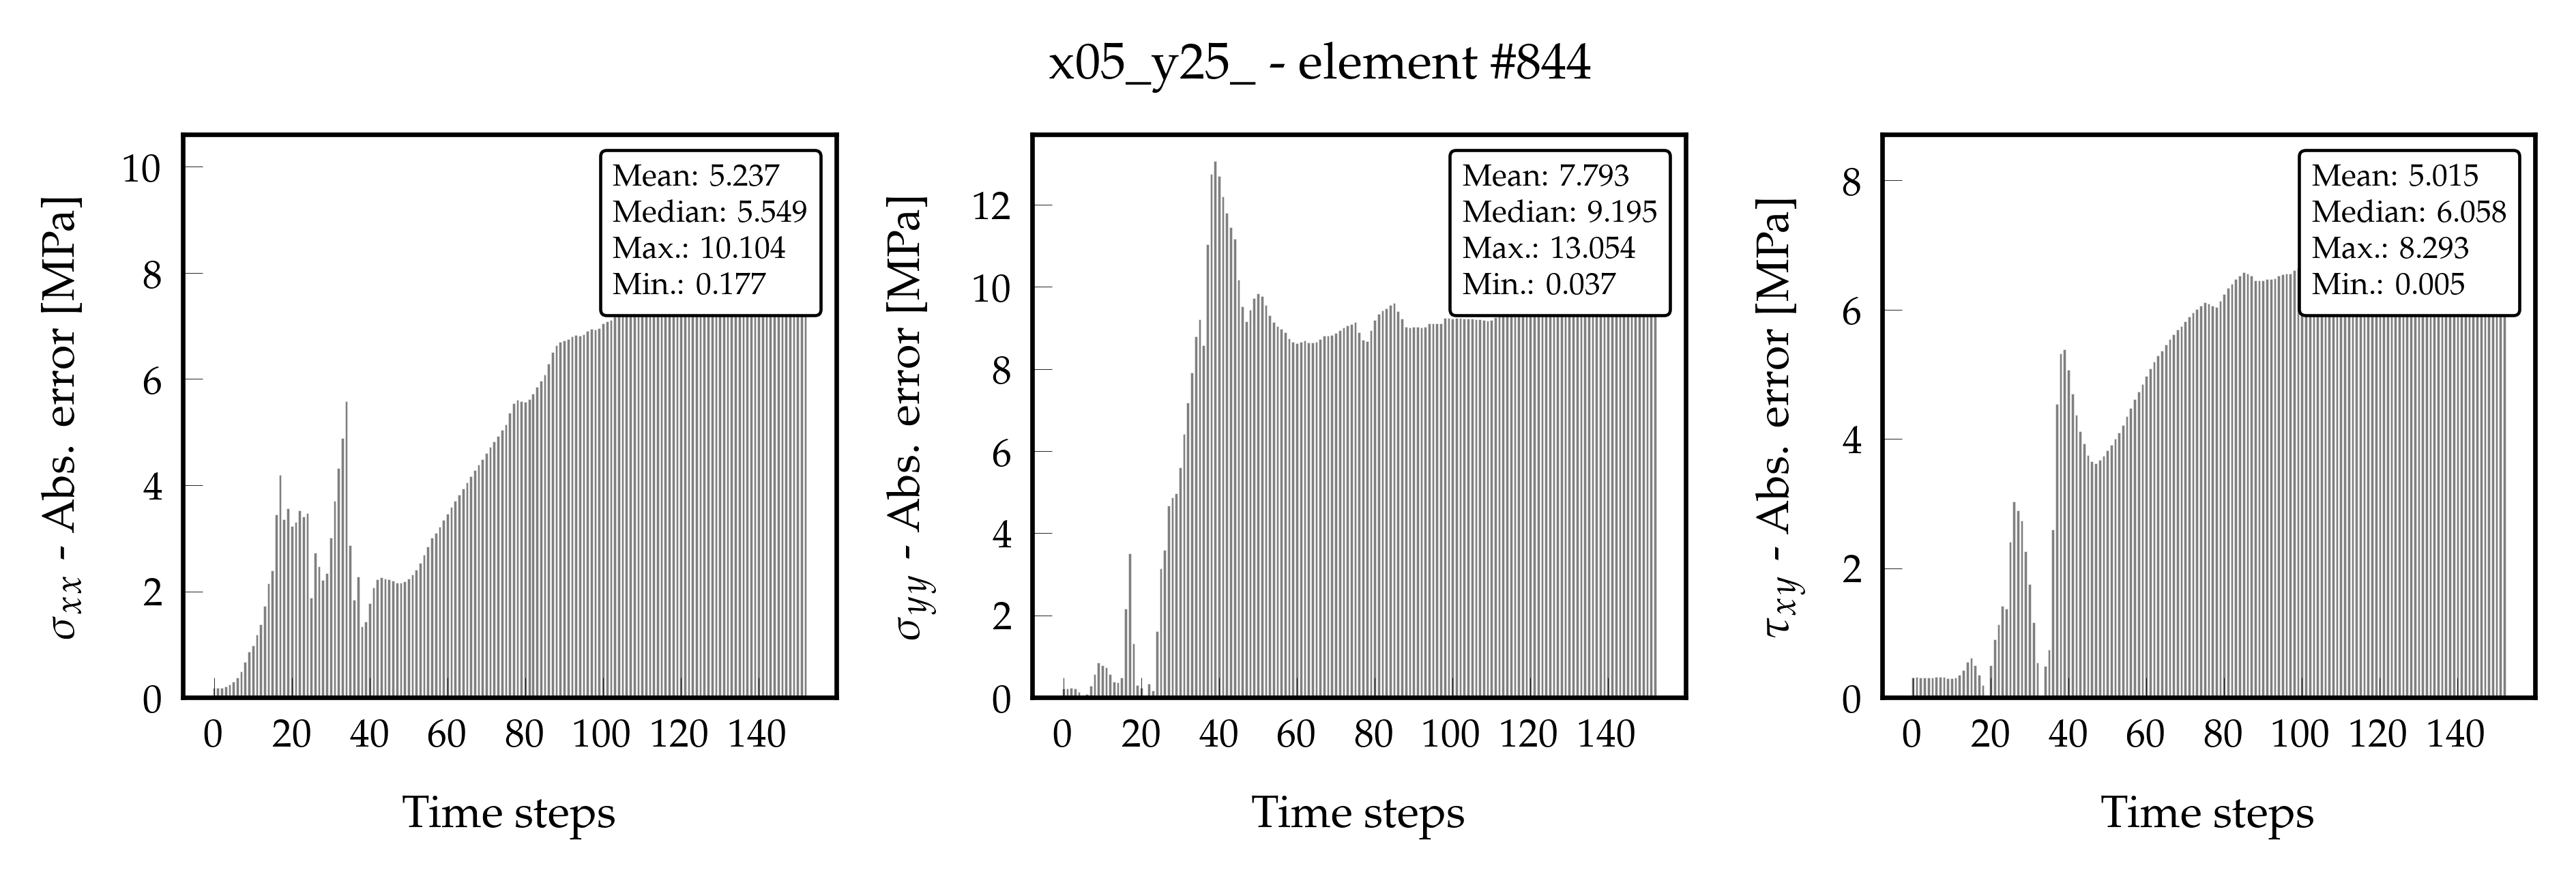 x05_y25_ - element #844
σxx - Abs. error [MPa]
10
8
6
4
2
0
Mean: 5.237
Median: 5.549
Max.: 10.104
Min.: 0.177
0 20 40 60 80 100 120 140
Time steps
σyy - Abs. error [MPa]
12
10
8
6
4
2
0
Mean: 7.793
Median: 9.195
Max.: 13.054
Min.: 0.037
0 20 40 60 80 100 120 140
Time steps
τxy - Abs. error [MPa]
8
6
4
2
0
Mean: 5.015
Median: 6.058
Max.: 8.293
Min.: 0.005
0 20 40 60 80 100 120 140
Time steps